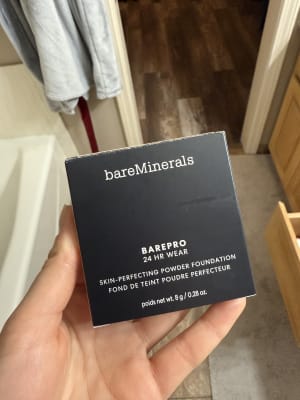 bareMinerals
BAREPRO
24 HR WEAR
SKIN-PERFECTING POWDER FOUNDATION
FOND DE TEINT POUDRE PERFECTEUR
poids net wt. 8 g / 0.28 oz.